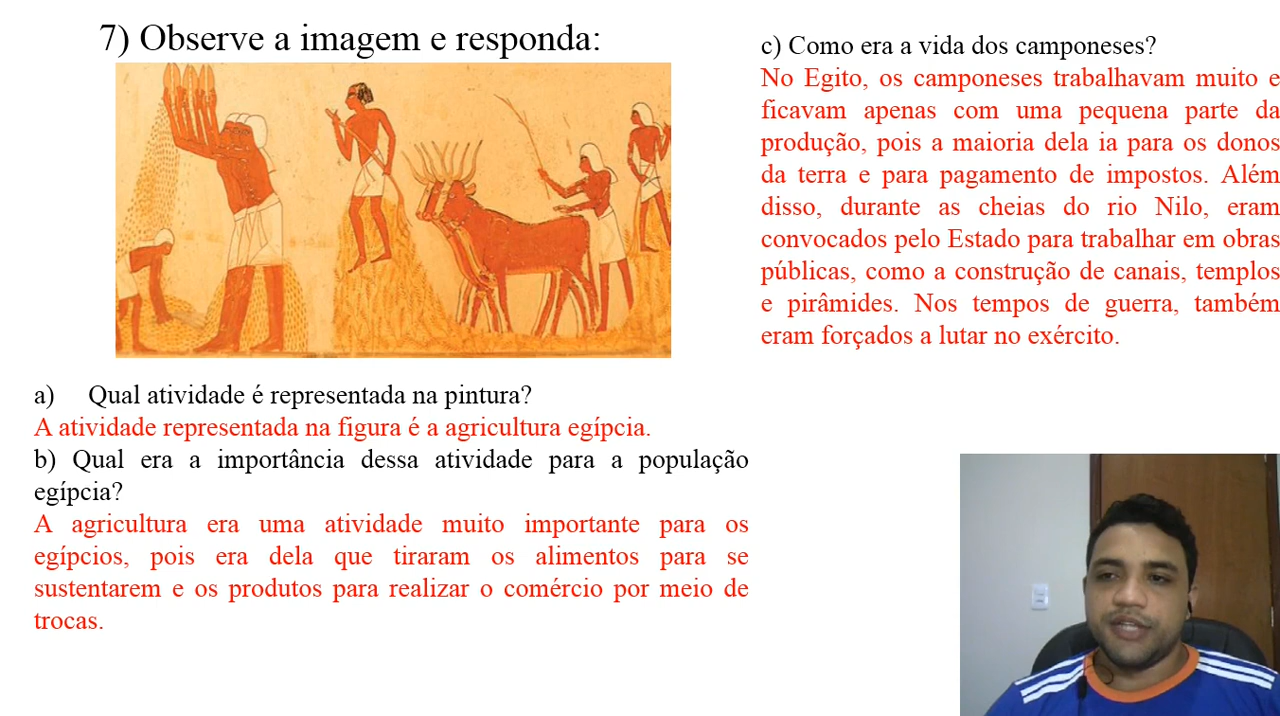 7) Observe a imagem e responda:
a) Qual atividade é representada na pintura?
A atividade representada na figura é a agricultura egípcia.
b) Qual era a importância dessa atividade para a população
egípcia?
A agricultura era uma atividade muito importante para os
egípcios, pois era dela que tiraram os alimentos para se
sustentarem e os produtos para realizar o comércio por meio de
trocas.
c) Como era a vida dos camponeses?
No Egito, os camponeses trabalhavam muito e
ficavam apenas com uma pequena parte da
produção, pois a maioria dela ia para os donos
da terra e para pagamento de impostos. Além
disso, durante as cheias do rio Nilo, eram
convocados pelo Estado para trabalhar em obras
públicas, como a construção de canais, templos
e pirâmides. Nos tempos de guerra, também
eram forçados a lutar no exército.